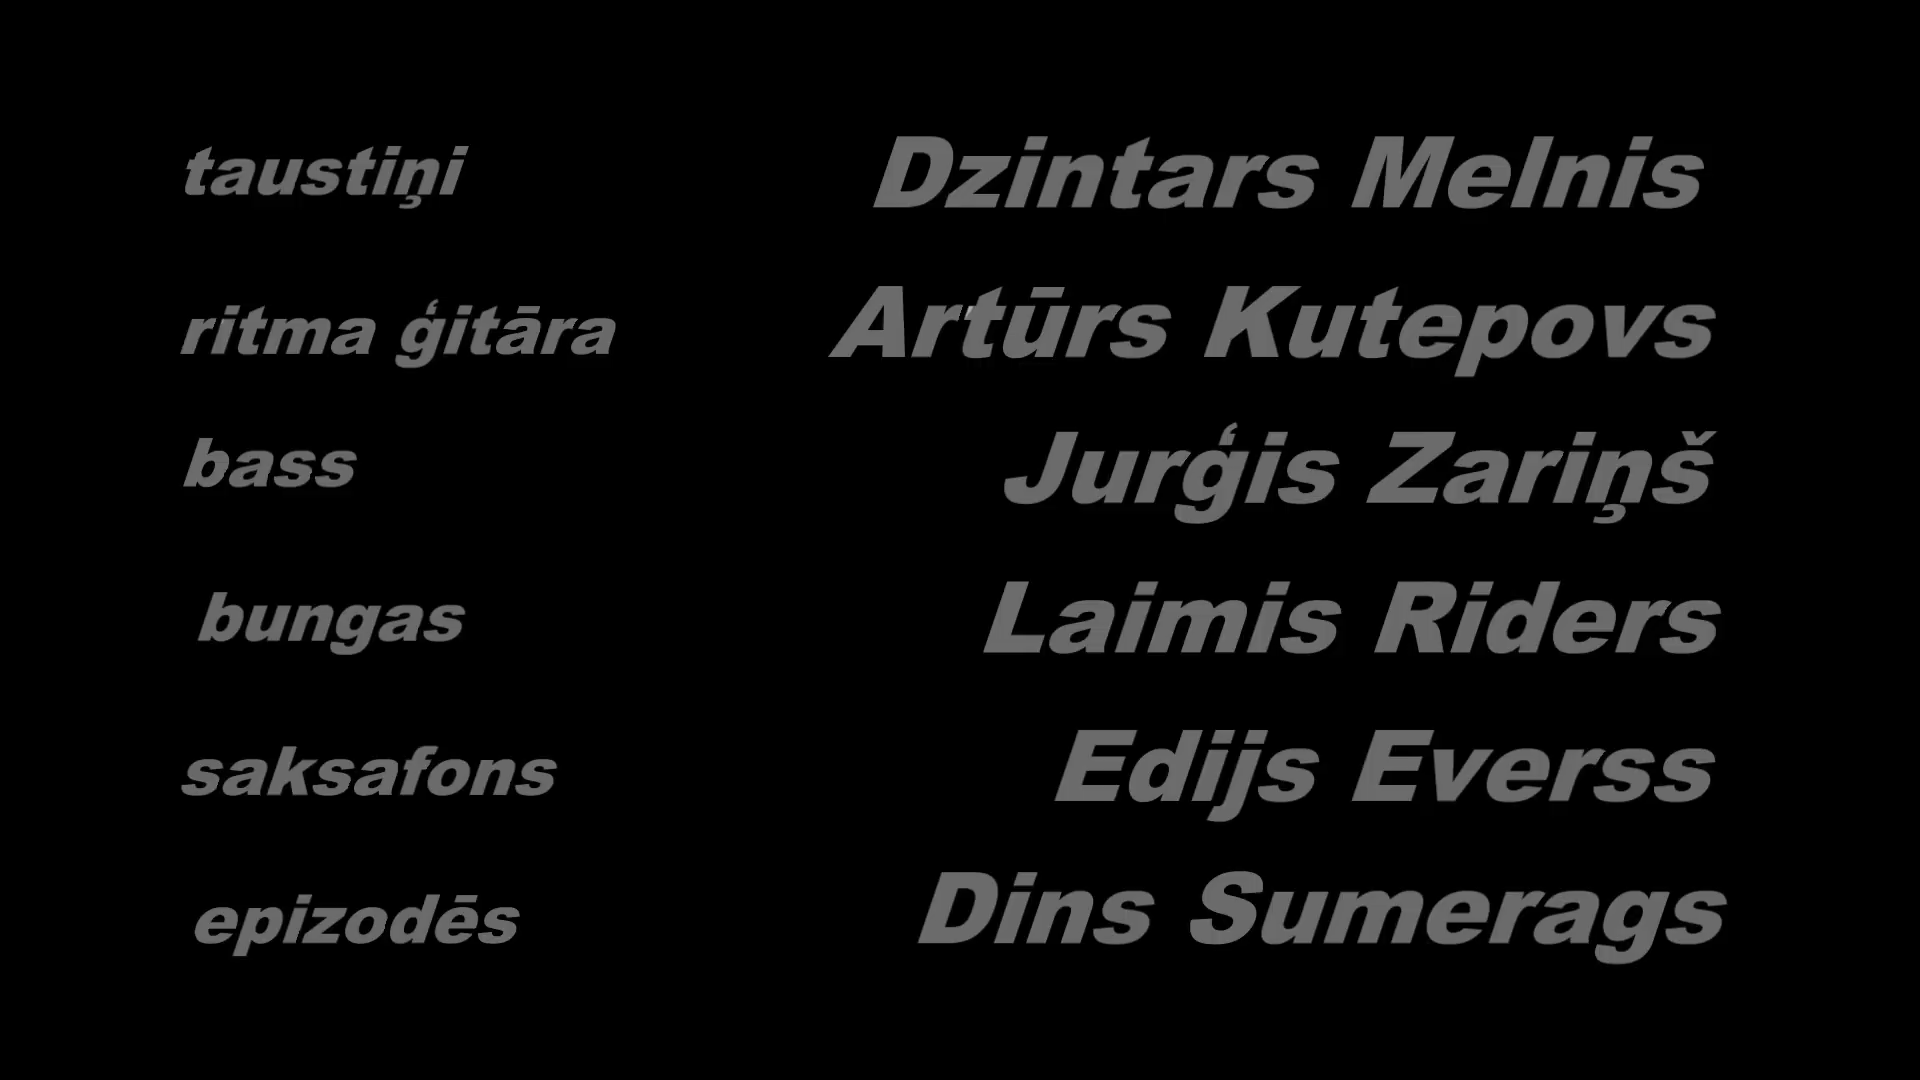 taustiņi Dzintars Melnis
ritma ģitāra Artūrs Kutepovs
bass Jurģis Zariņš
bungas Laimis Riders
saksafons Edijs Everss
epizodēs Dins Sumerags